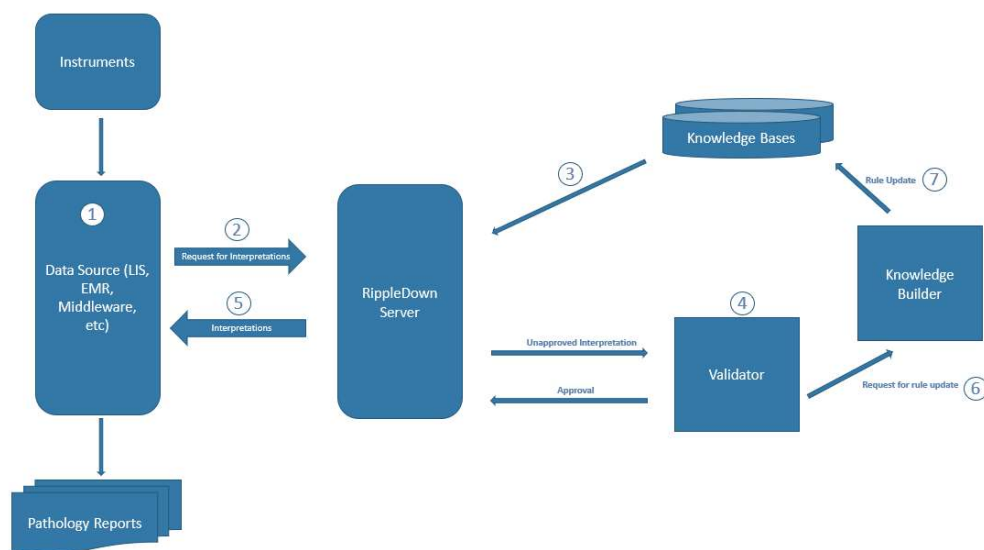 Instruments
1
Data Source (LIS,
EMR,
Middleware,
etc)
2
Request for Interpretations
5
Interpretations
Pathology Reports
RippleDown
Server
3
Knowledge Bases
Rule Update 7
Knowledge
Builder
4
Unapproved Interpretation
Validator
Approval
Request for rule update 6